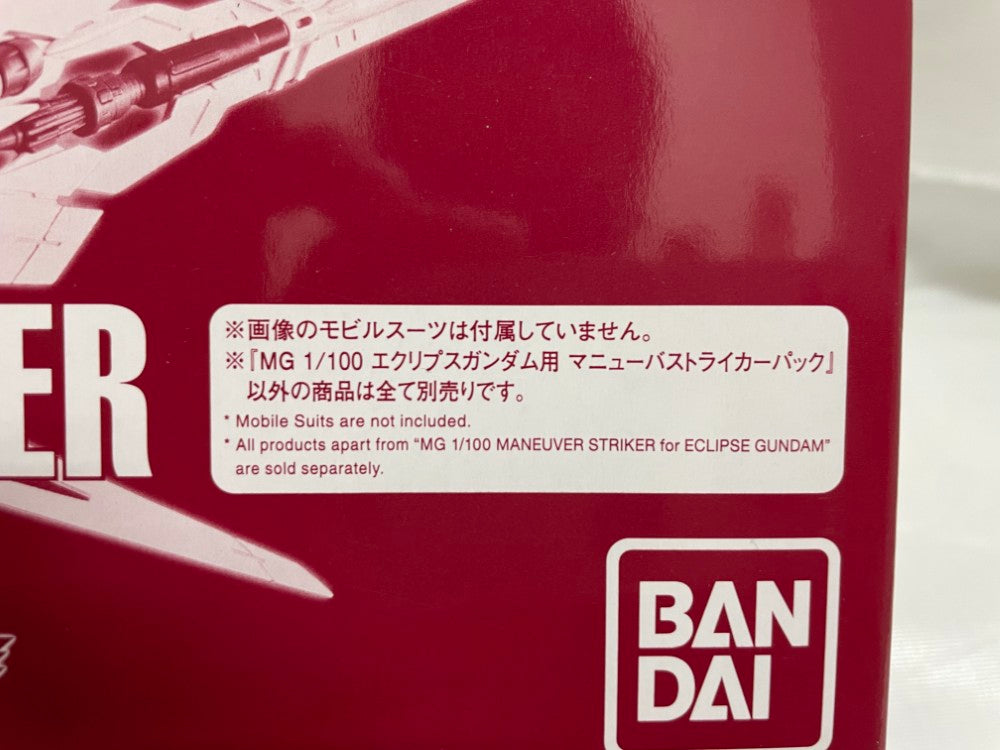 ER
※画像のモビルスーツは付属していません。
※『MG 1/100 エクリプスガンダム用 マニューバストライカーパック』
以外の商品は全て別売りです。
* Mobile Suits are not included.
* All products apart from “MG 1/100 MANEUVER STRIKER for ECLIPSE GUNDAM”
are sold separately.
BAN
DAI